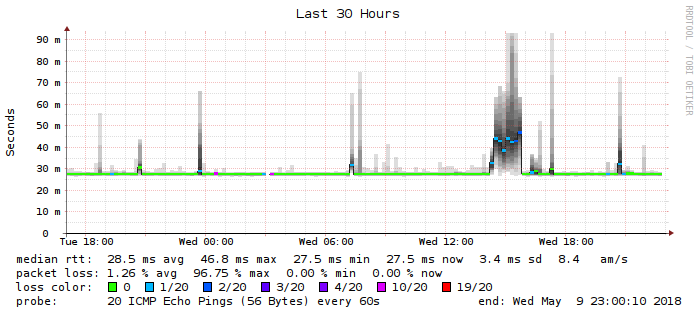 Last 30 Hours
RRDTOOL / TOBI OETIKER
Seconds
90 m
80 m
70 m
60 m
50 m
40 m
30 m
20 m
10 m
0
Tue 18:00 Wed 00:00 Wed 06:00 Wed 12:00 Wed 18:00
median rtt: 28.5 ms avg 46.8 ms max 27.5 ms min 27.5 ms now 3.4 ms sd 8.4 am/s
packet loss: 1.26 % avg 96.75 % max 0.00 % min 0.00 % now
loss color: 0 1/20 2/20 3/20 4/20 10/20 19/20
probe: 20 ICMP Echo Pings (56 Bytes) every 60s end: Wed May 9 23:00:10 2018